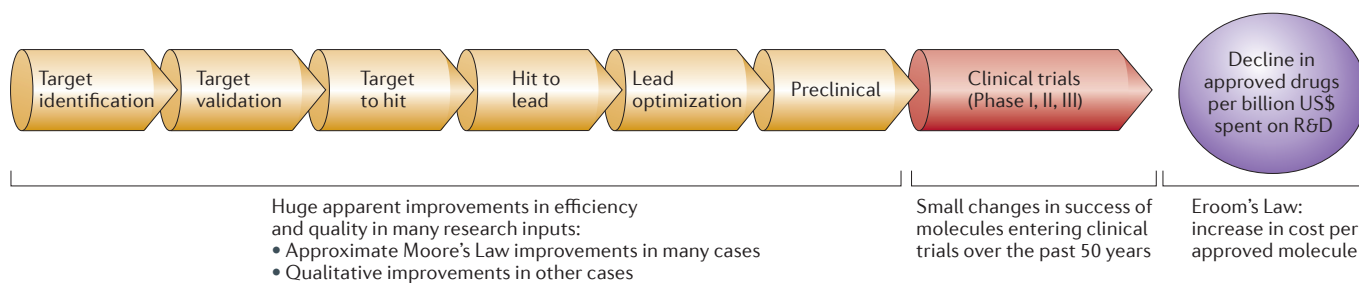 Target
identification
Target
validation
Target
to hit
Hit to
lead
Lead
optimization
Preclinical
Clinical trials
(Phase I, II, III)
Decline in
approved drugs
per billion US$
spent on R&D
Huge apparent improvements in efficiency
and quality in many research inputs:
• Approximate Moore's Law improvements in many cases
• Qualitative improvements in other cases
Small changes in success of
molecules entering clinical
trials over the past 50 years
Eroom's Law:
increase in cost per
approved molecule